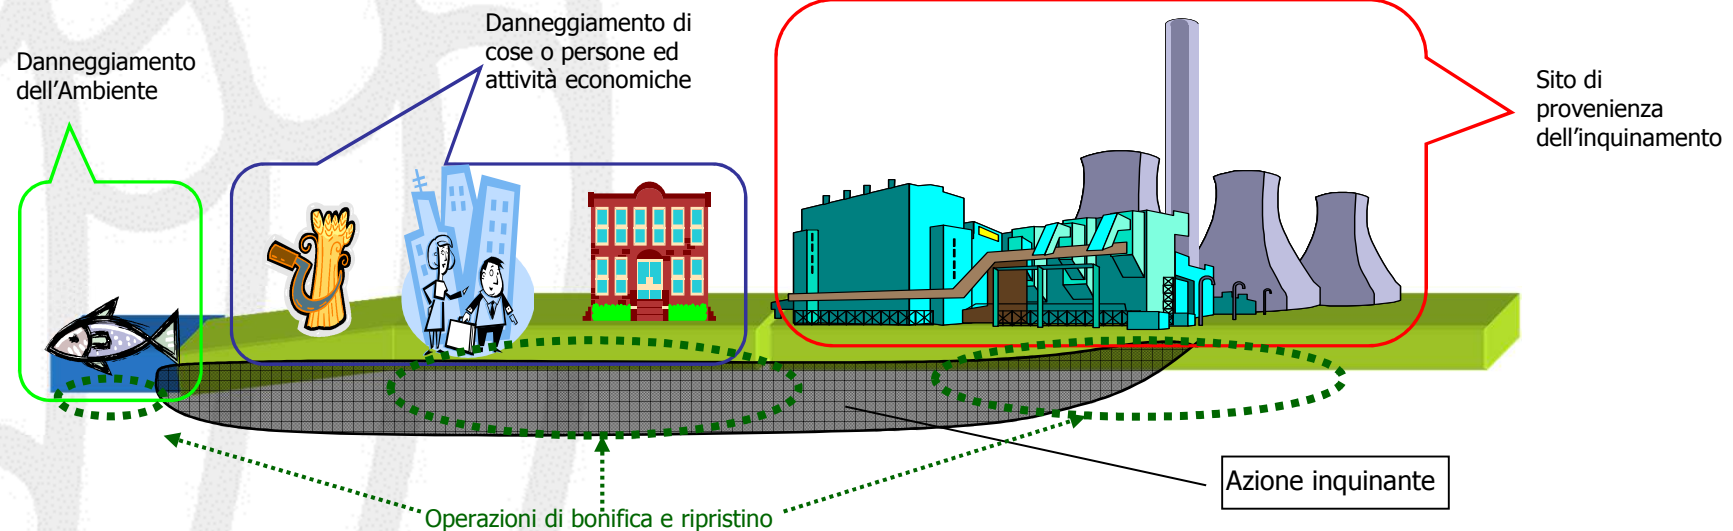 Danneggiamento
dell’Ambiente
Danneggiamento di
cose o persone ed
attività economiche
Sito di
provenienza
dell’inquinamento
Azione inquinante
Operazioni di bonifica e ripristino